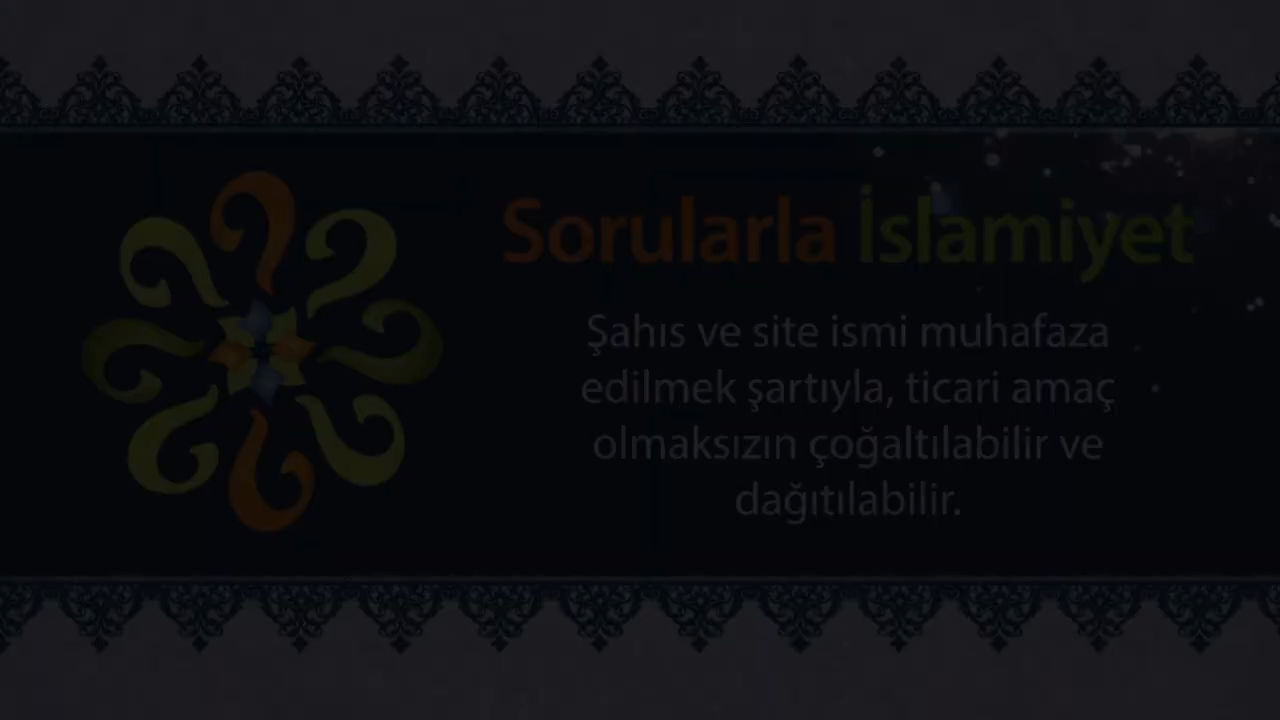 Sorularla İslamiyet
Şahıs ve site ismi muhafaza
edilmek şartıyla, ticari amaç
olmaksızın çoğaltılabilir ve
dağıtılabilir.